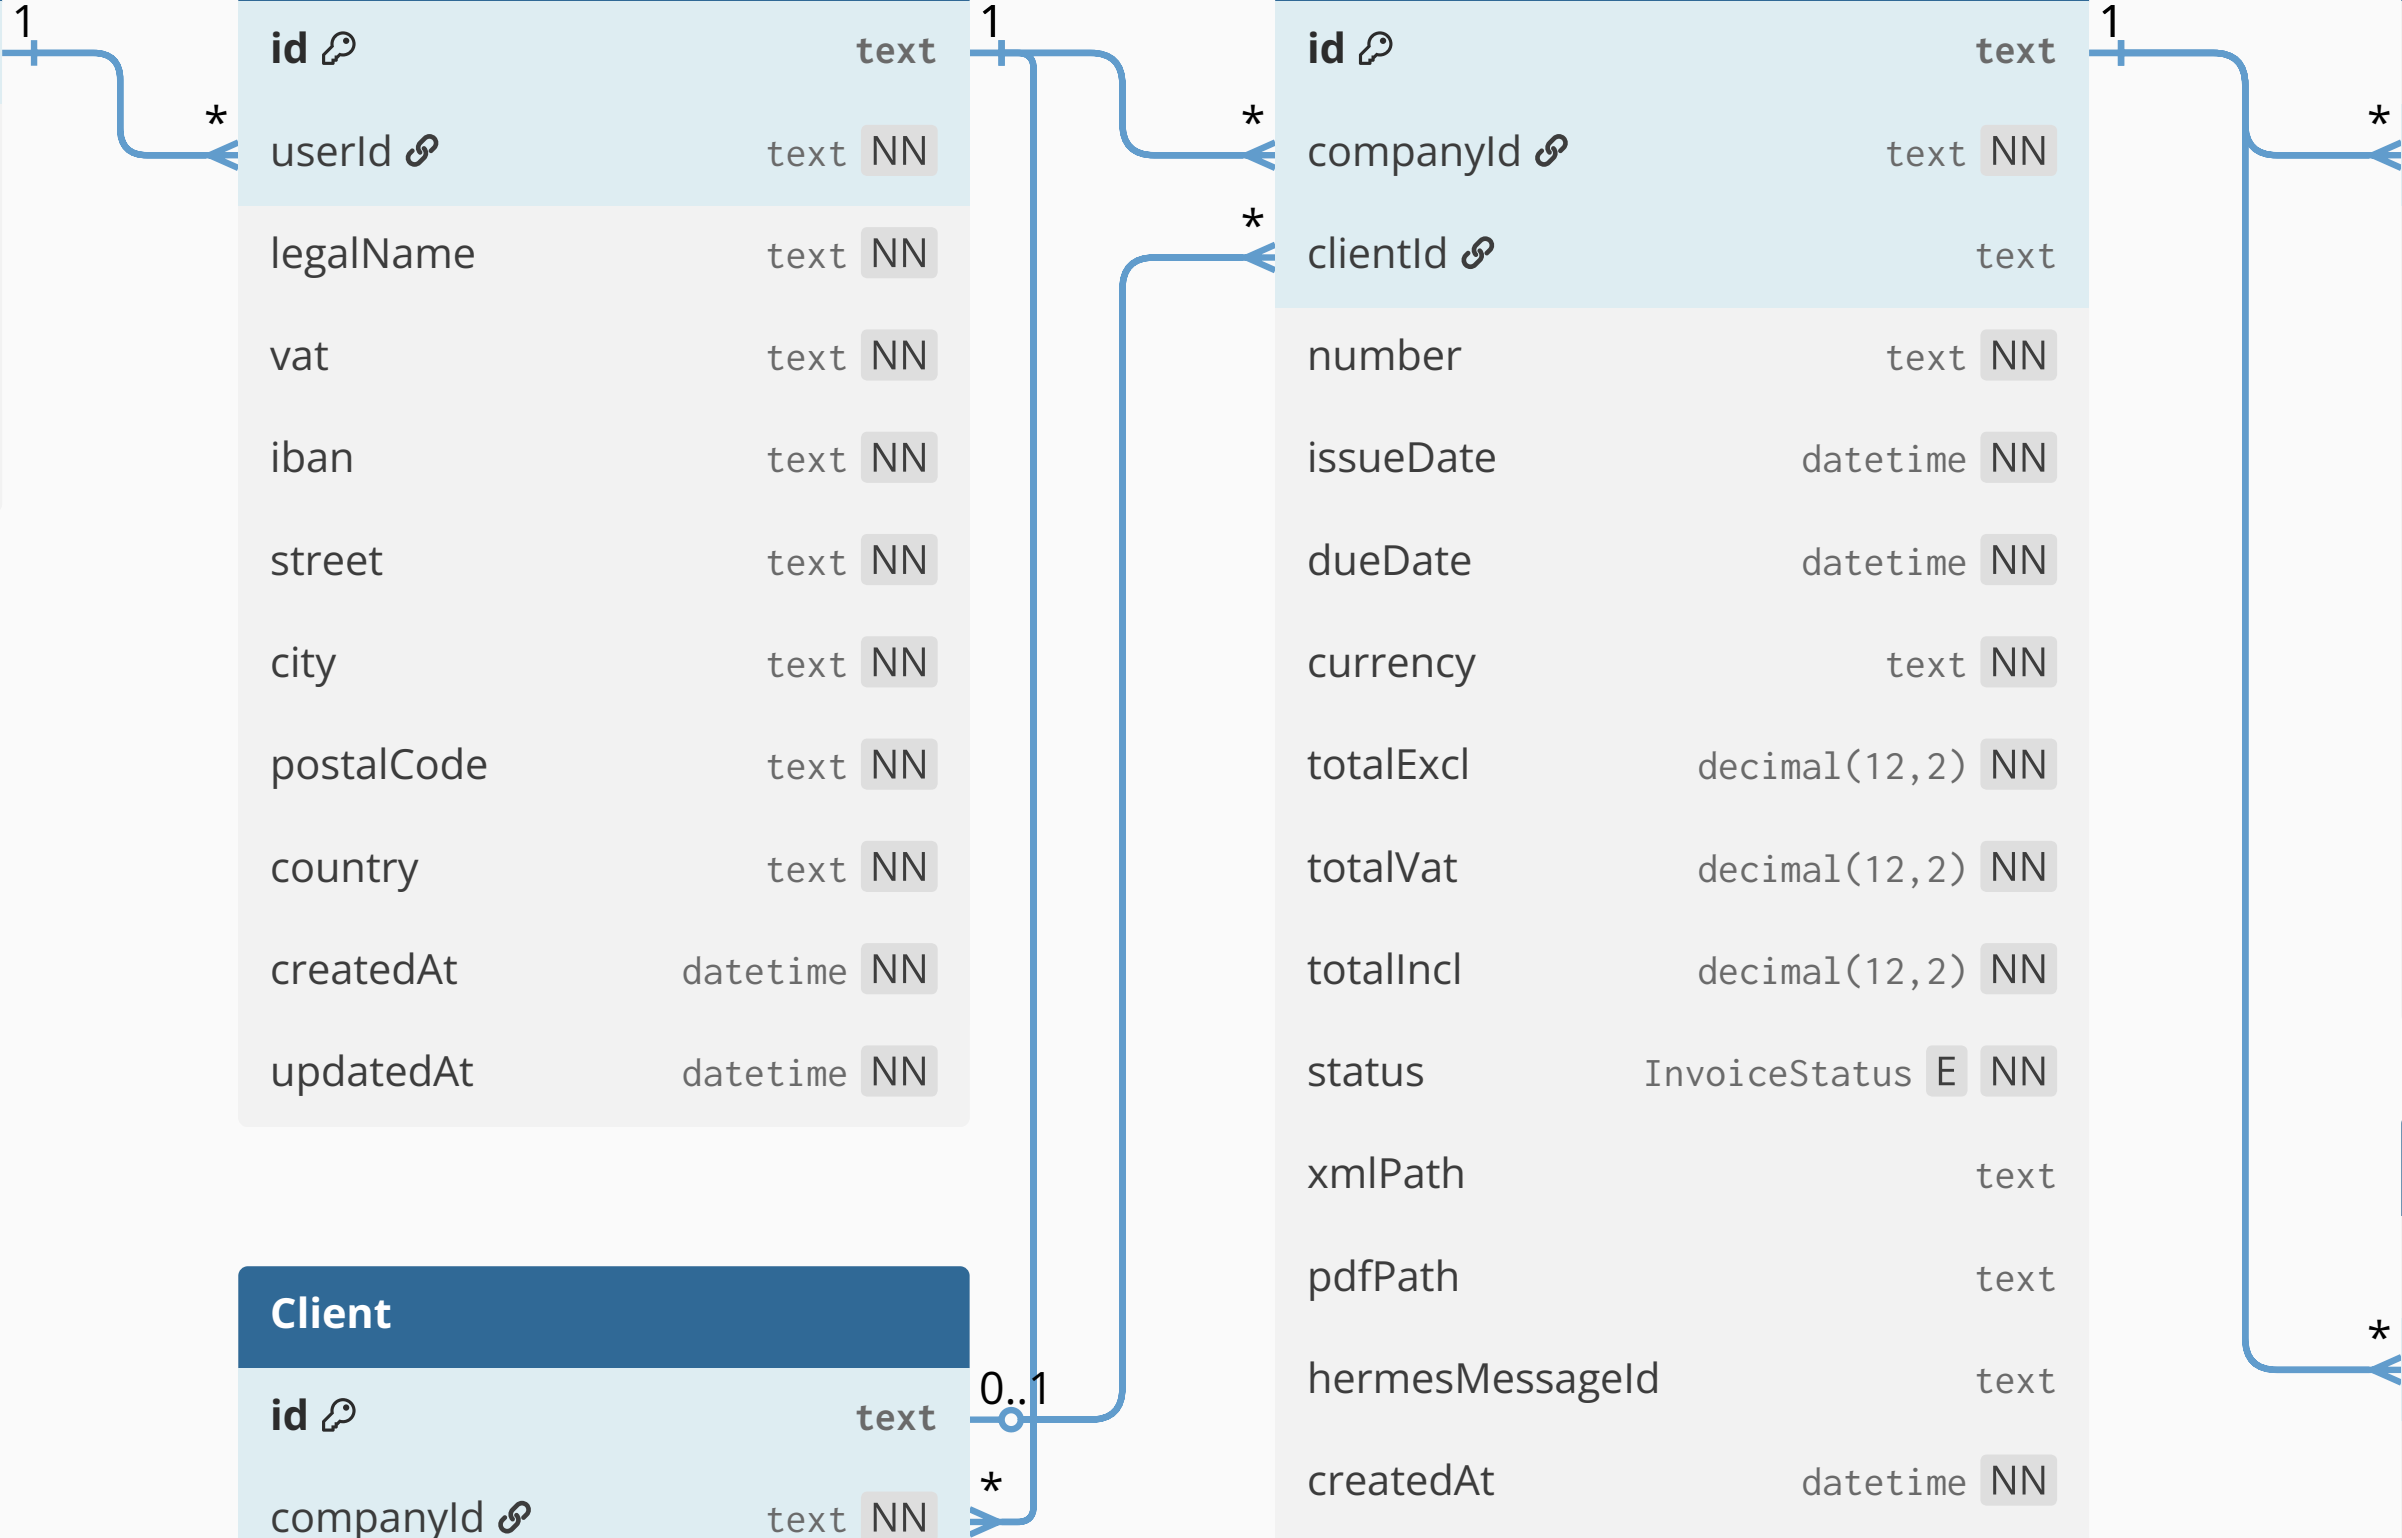 1
id text
*
userId text NN
legalName text NN
vat text NN
iban text NN
street text NN
city text NN
postalCode text NN
country text NN
createdAt datetime NN
updatedAt datetime NN
Client
id text
0..1
companyId text NN
*
1
id text
*
companyId text NN
*
clientId text
number text NN
issueDate datetime NN
dueDate datetime NN
currency text NN
totalExcl decimal(12,2) NN
totalVat decimal(12,2) NN
totalIncl decimal(12,2) NN
status InvoiceStatus E NN
xmlPath text
pdfPath text
hermesMessageId text
createdAt datetime NN
1
*
*